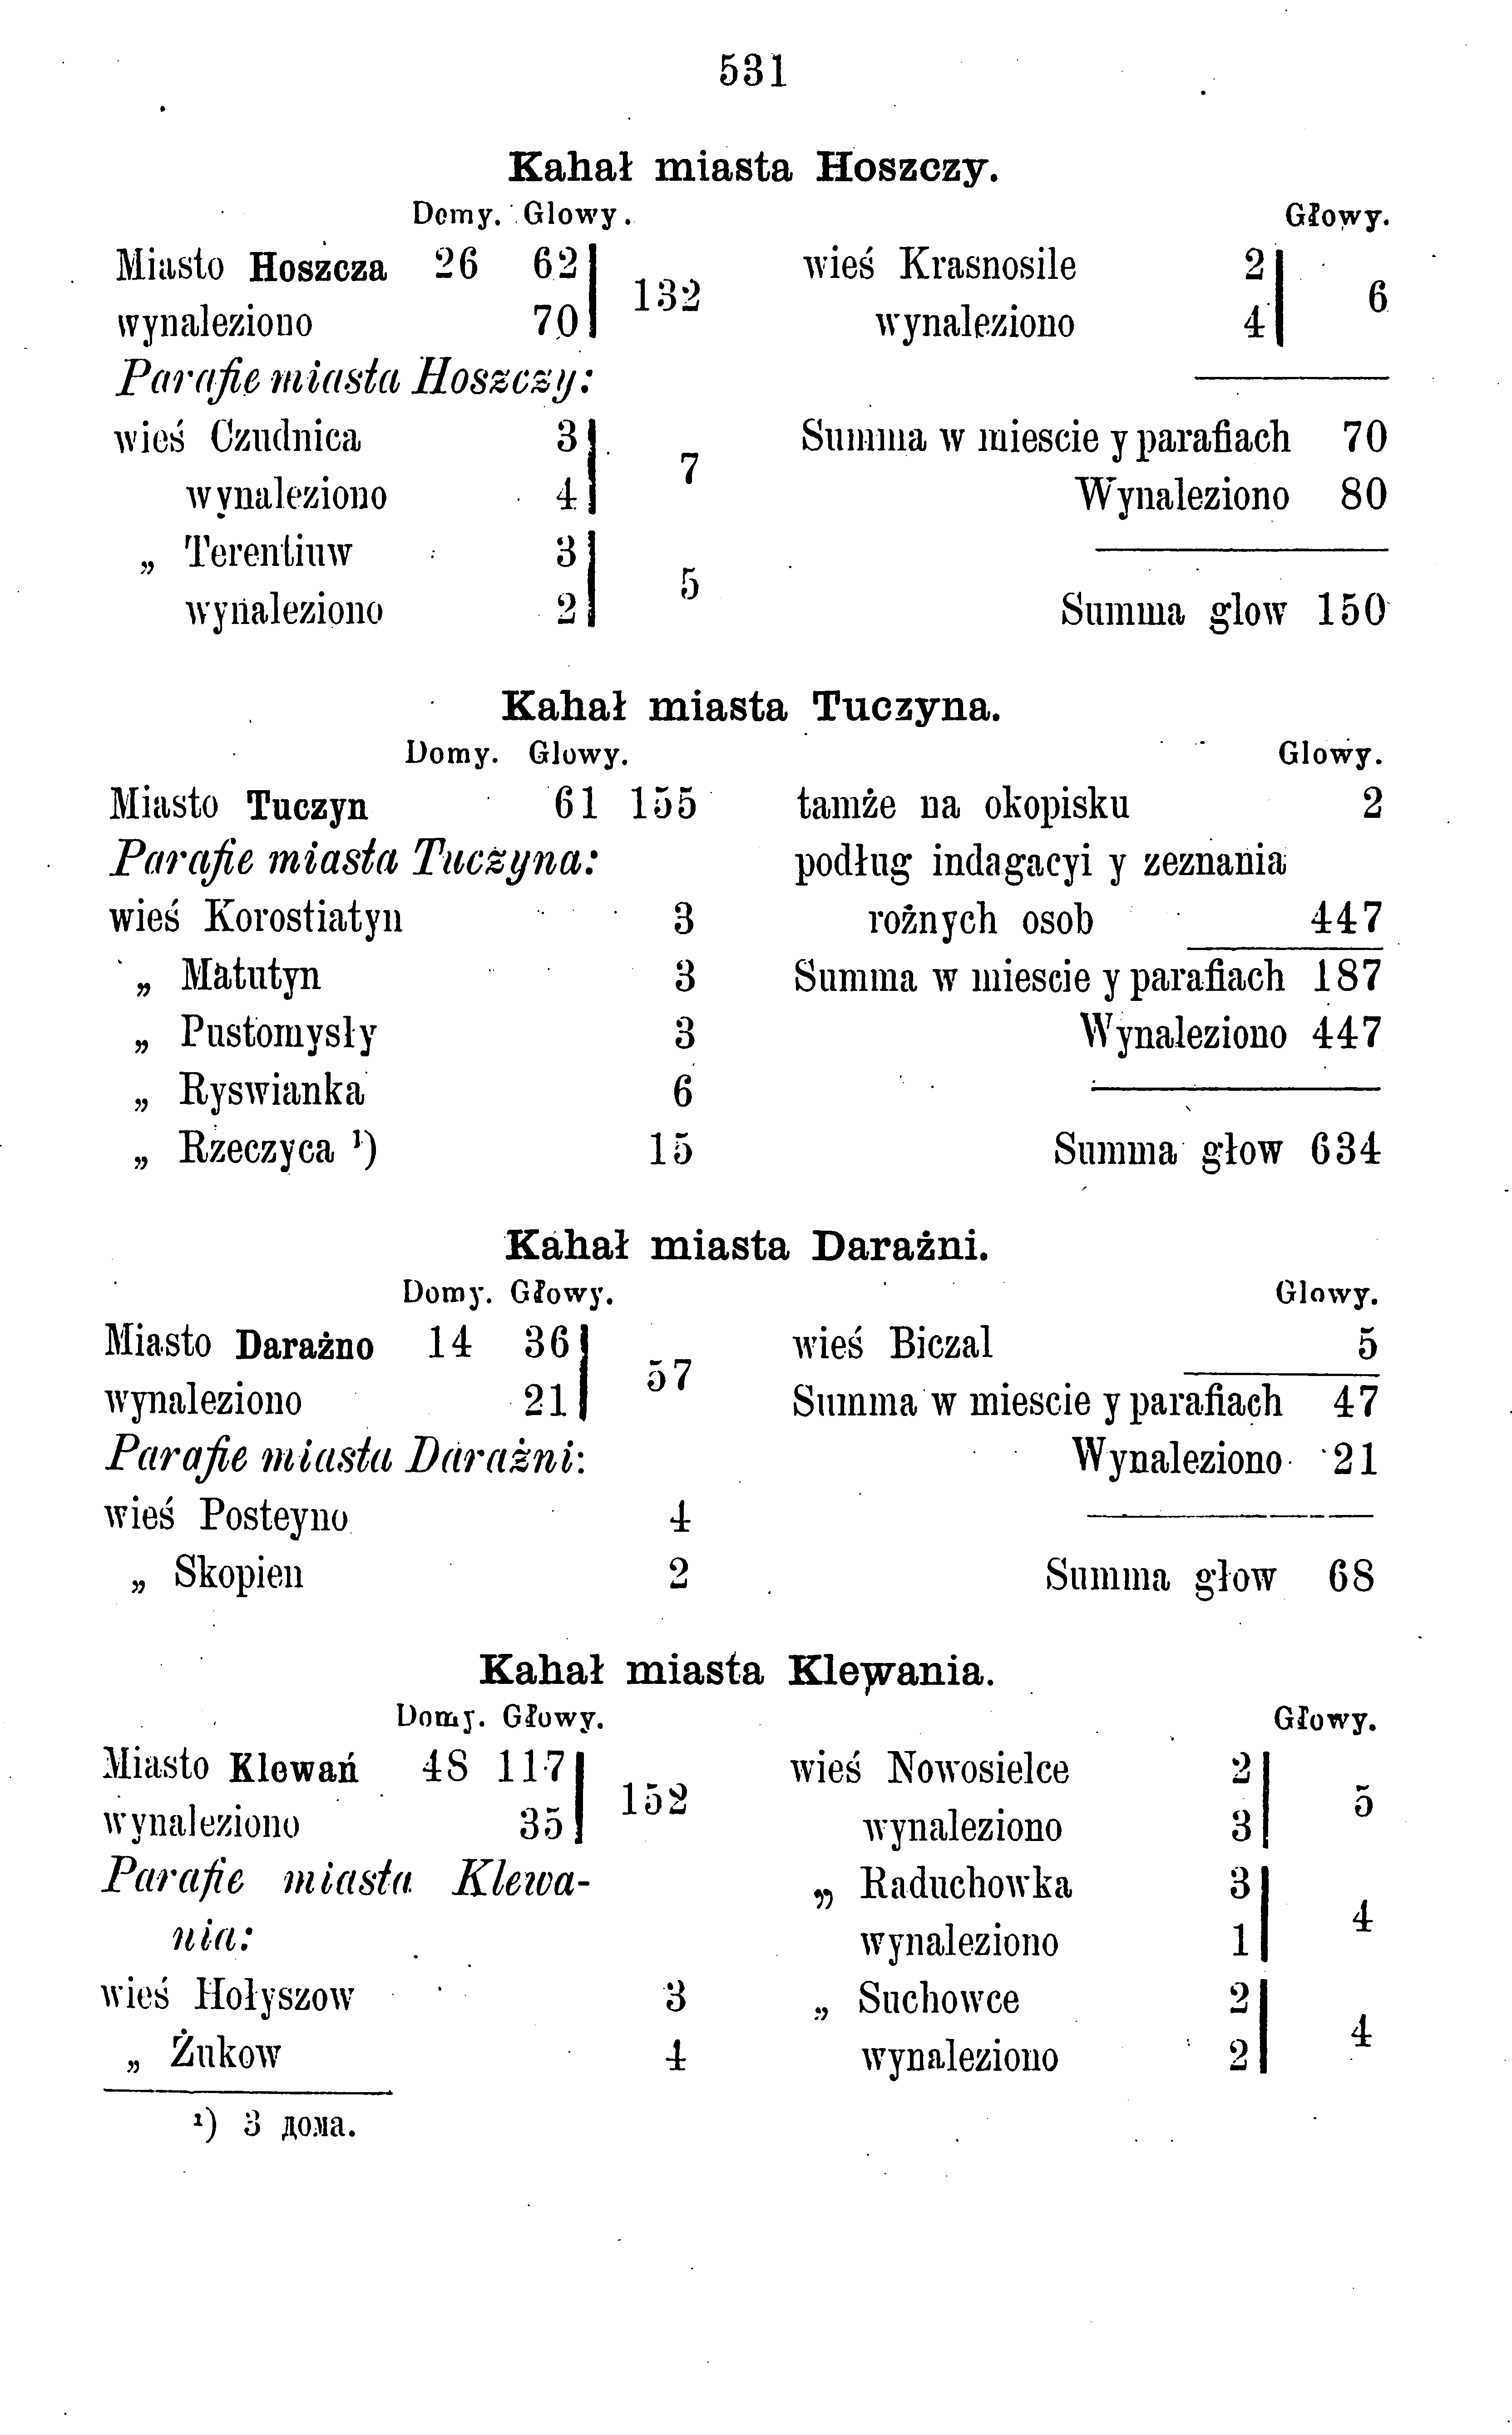 531
Kahał miasta Hoszczy.
Domy. Glowy.
Miasto Hoszcza 26 62
132
wynaleziono 70
Parafie miasta Hoszczy:
wieś Czudnica 3
7
wynaleziono 4
„ Terentiuw 3
5
wynaleziono 2
Głowy.
wieś Krasnosile 2
6
wynaleziono 4
Summa w miescie y parafiach 70
Wynaleziono 80
Summa glow 150
Kahał miasta Tuczyna.
Domy. Glowy.
Miasto Tuczyn 61 155
Parafie miasta Tuczyna:
wieś Korostiatyn 3
„ Matutyn 3
„ Pustomysły 3
„ Ryswianka 6
„ Rzeczyca ¹) 15
Glowy.
tamże na okopisku 2
podług indagacyi y zeznania
rożnych osob 447
Summa w miescie y parafiach 187
Wynaleziono 447
Summa głow 634
Kahał miasta Darażni.
Domy. Głowy.
Miasto Darażno 14 36
57
wynaleziono 21
Parafie miasta Darażni:
wieś Posteyno 4
„ Skopien 2
Glowy.
wieś Biczal 5
Summa w miescie y parafiach 47
Wynaleziono 21
Summa głow 68
Kahał miasta Klewania.
Domy. Głowy.
Miasto Klewań 48 117
152
wynaleziono 35
Parafie miasta Klewa-
nia:
wieś Hołyszow 3
„ Żukow 4
Głowy.
wieś Nowosielce 2
5
wynaleziono 3
„ Raduchowka 3
4
wynaleziono 1
„ Suchowce 2
4
wynaleziono 2
¹) 3 дома.